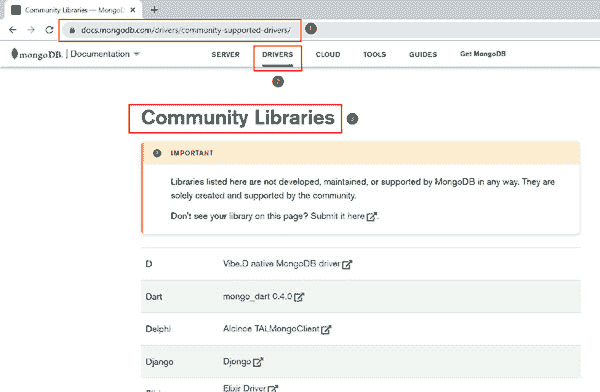 Community Libraries — Mongo
docs.mongodb.com/drivers/community-supported-drivers/
mongoDB. Documentation SERVER DRIVERS CLOUD TOOLS GUIDES Get MongoDB
Community Libraries
IMPORTANT
Libraries listed here are not developed, maintained, or supported by MongoDB in any way. They are
solely created and supported by the community.
Don't see your library on this page? Submit it here.
D Vibe.D native MongoDB driver
Dart mongo_dart 0.4.0
Delphi Alcinoe TALMongoClient
Django Djongo
Elixir Driver